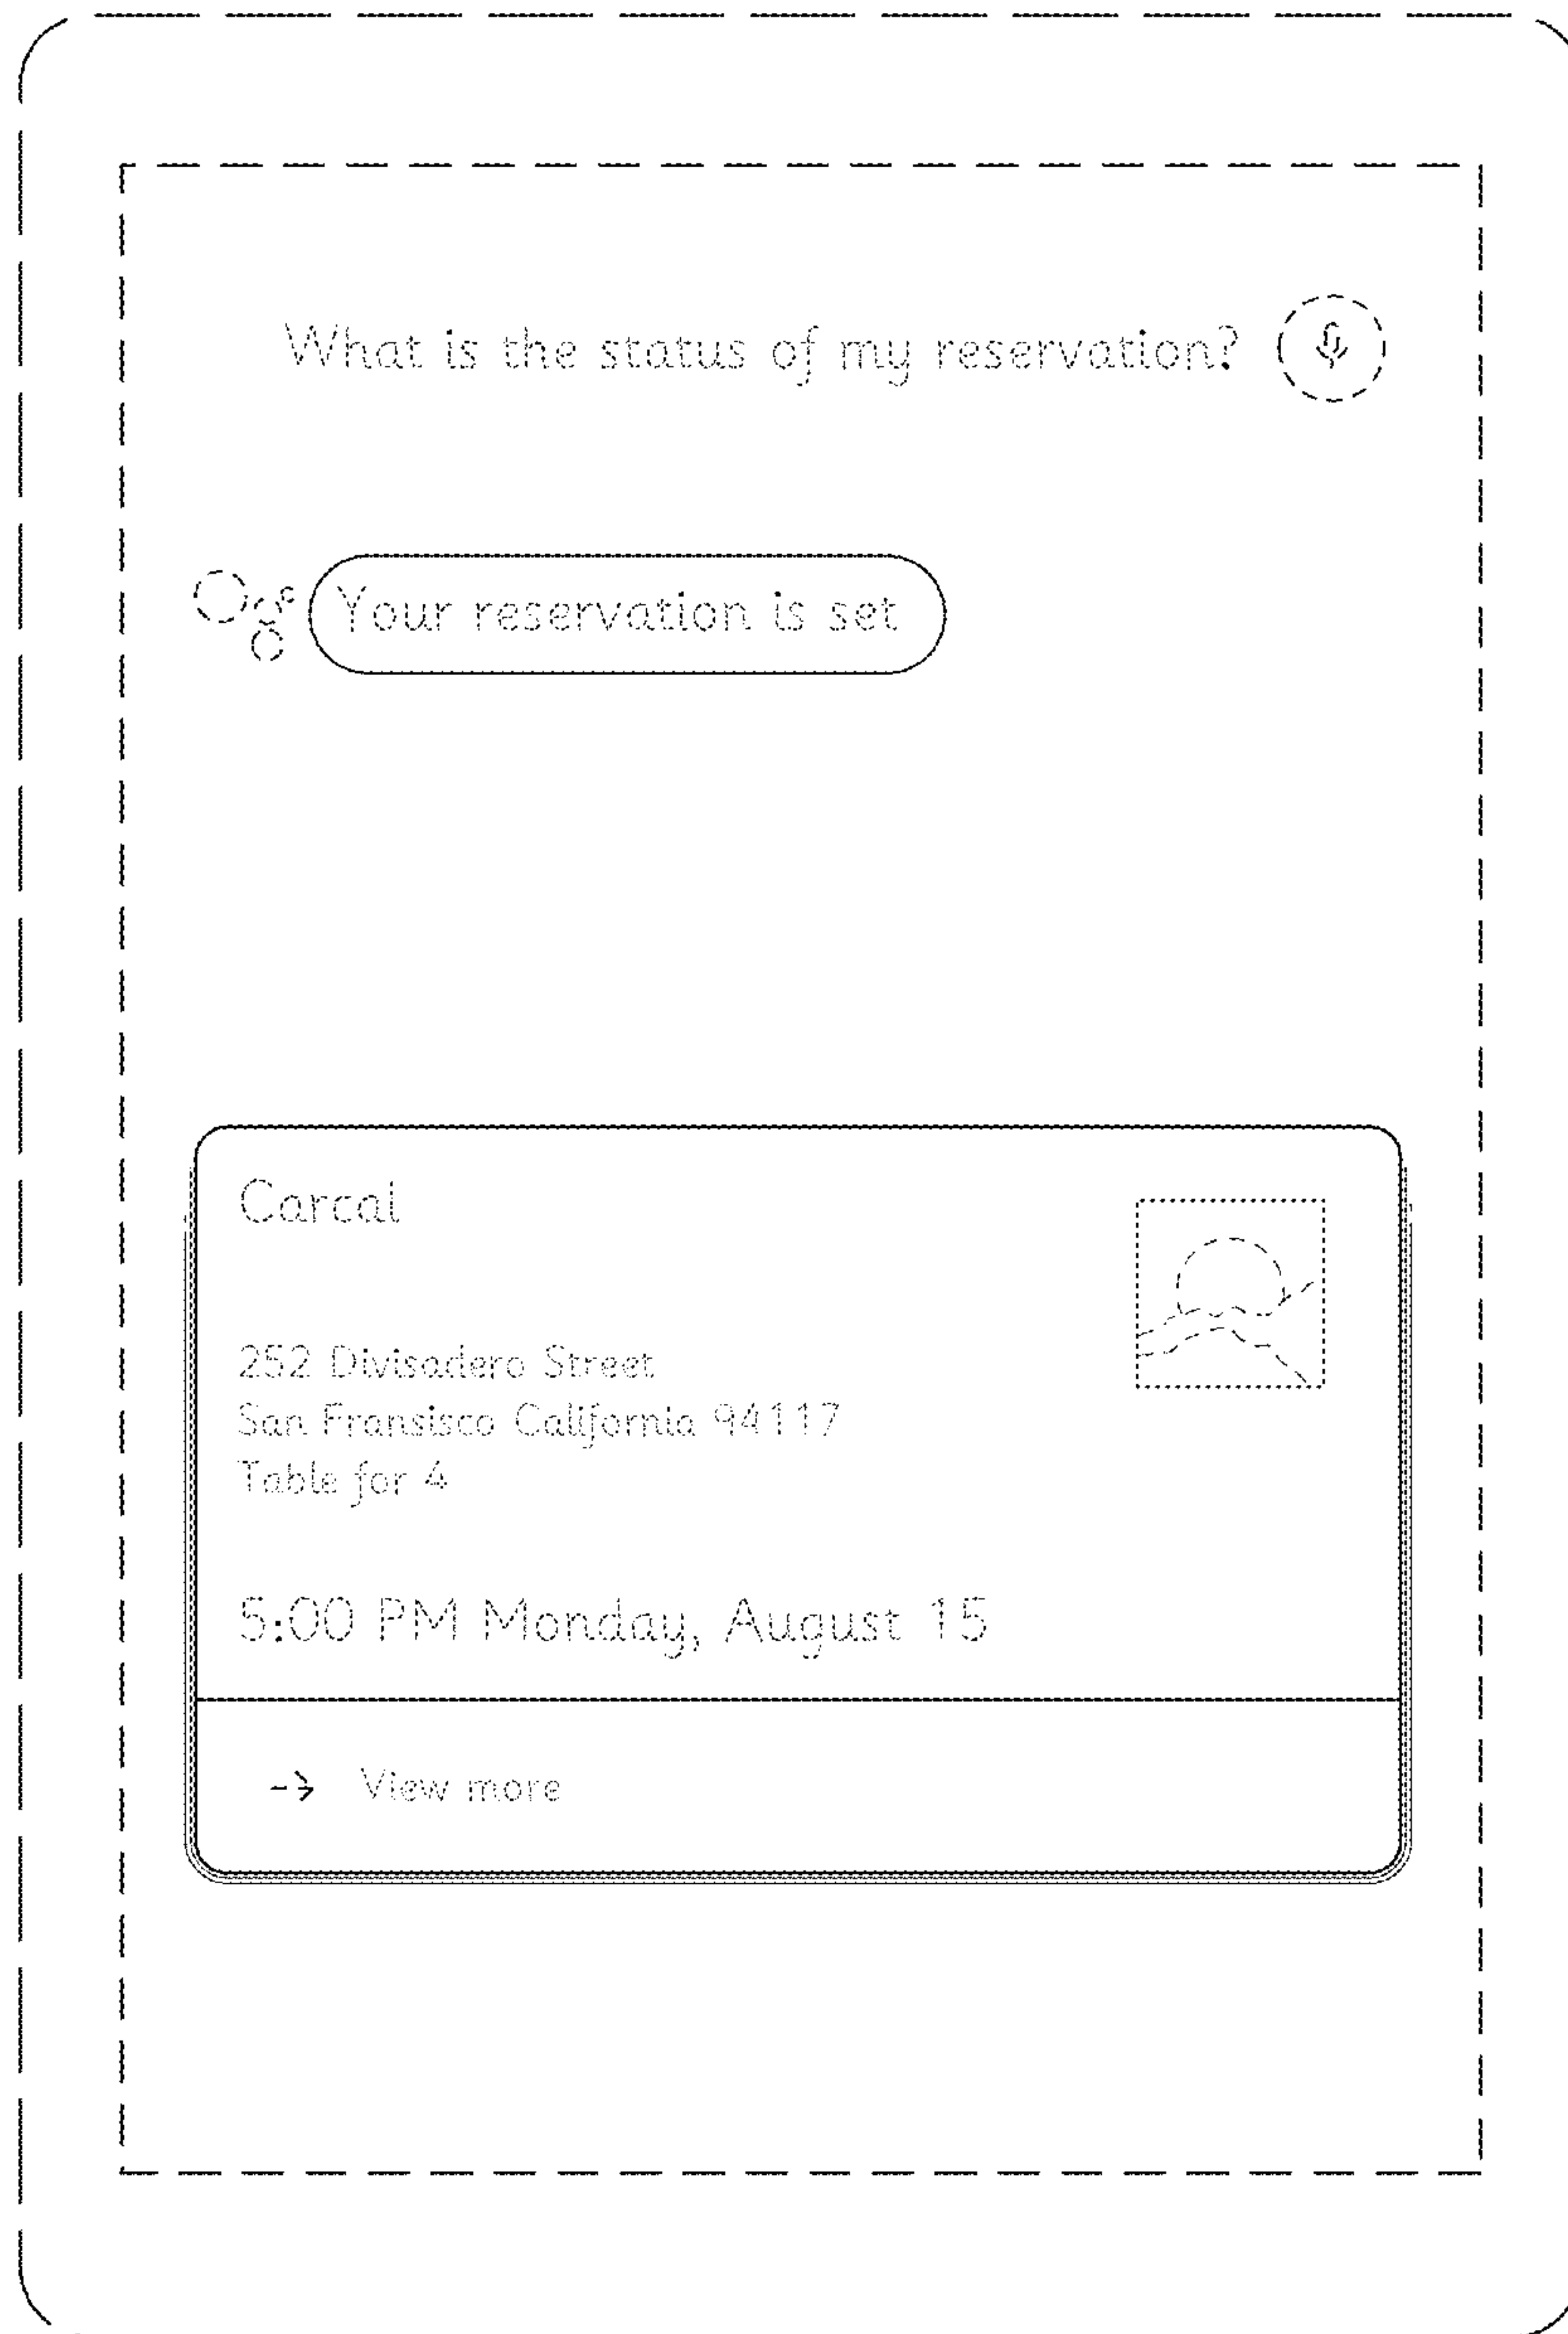 What is the status of my reservation?
Your reservation is set
Carcal
252 Divisadero Street
San Fransisco California 94117
Table for 4
5:00 PM Monday, August 15
View more